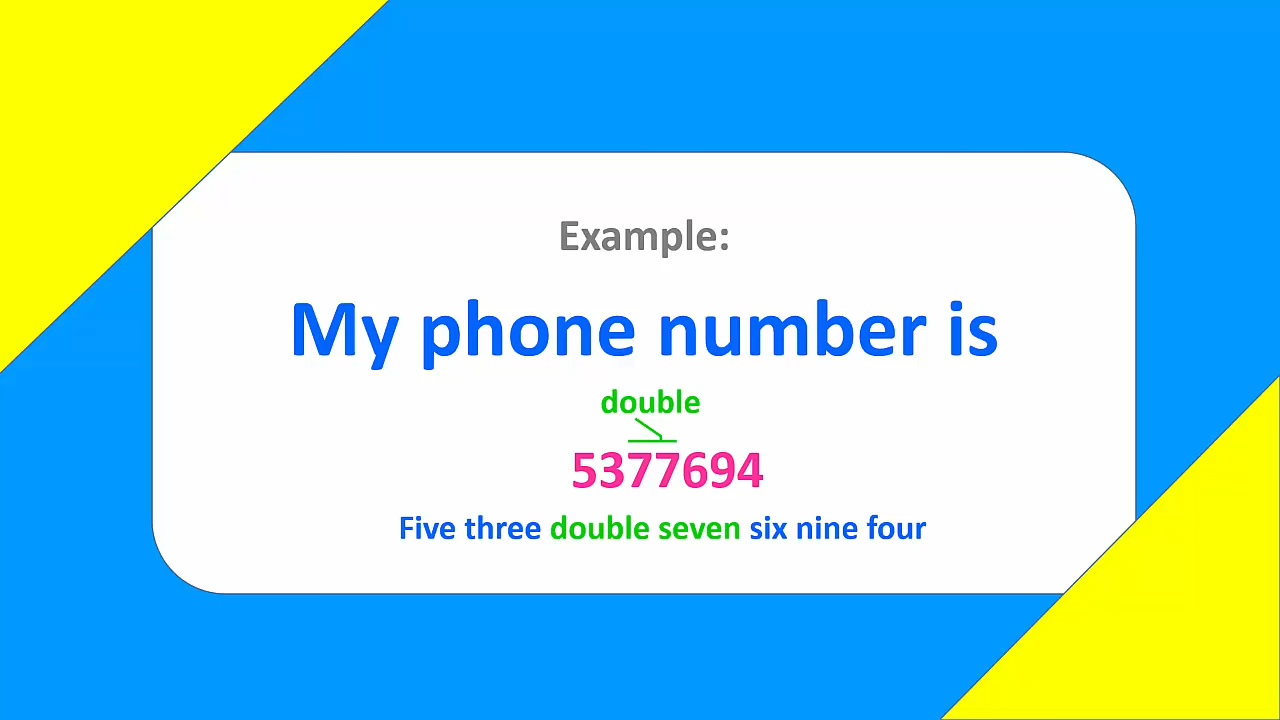 Example:
My phone number is
double
5377694
Five three double seven six nine four